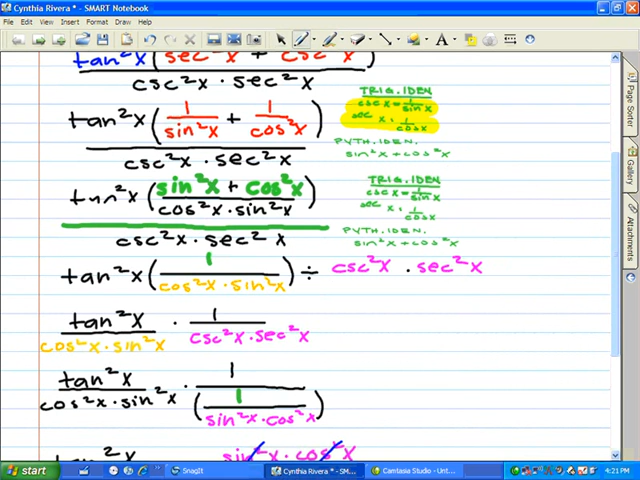 Cynthia Rivera * - SMART Notebook
File Edit View Insert Format Draw Help
tan²x(sec²x + csc²x)
csc²x · sec²x
tan²x(1/sin²x + 1/cos²x)
csc²x · sec²x
TRIG. IDEN
csc x = 1/sin x
sec x = 1/cos x
PYTH. IDEN.
sin²x + cos²x
tan²x(sin²x + cos²x / cos²x · sin²x)
csc²x · sec²x
TRIG. IDEN
csc x = 1/sin x
sec x = 1/cos x
PYTH. IDEN.
sin²x + cos²x
tan²x(1 / cos²x · sin²x) ÷ csc²x · sec²x
tan²x / cos²x · sin²x · 1 / csc²x · sec²x
tan²x / cos²x · sin²x · 1 / (1 / sin²x · cos²x)
tan²x sin²x · cos²x
Page Sorter
Gallery
Attachments
start SnagIt Cynthia Rivera * - SMA... Camtasia Studio - Unt... 4:21 PM